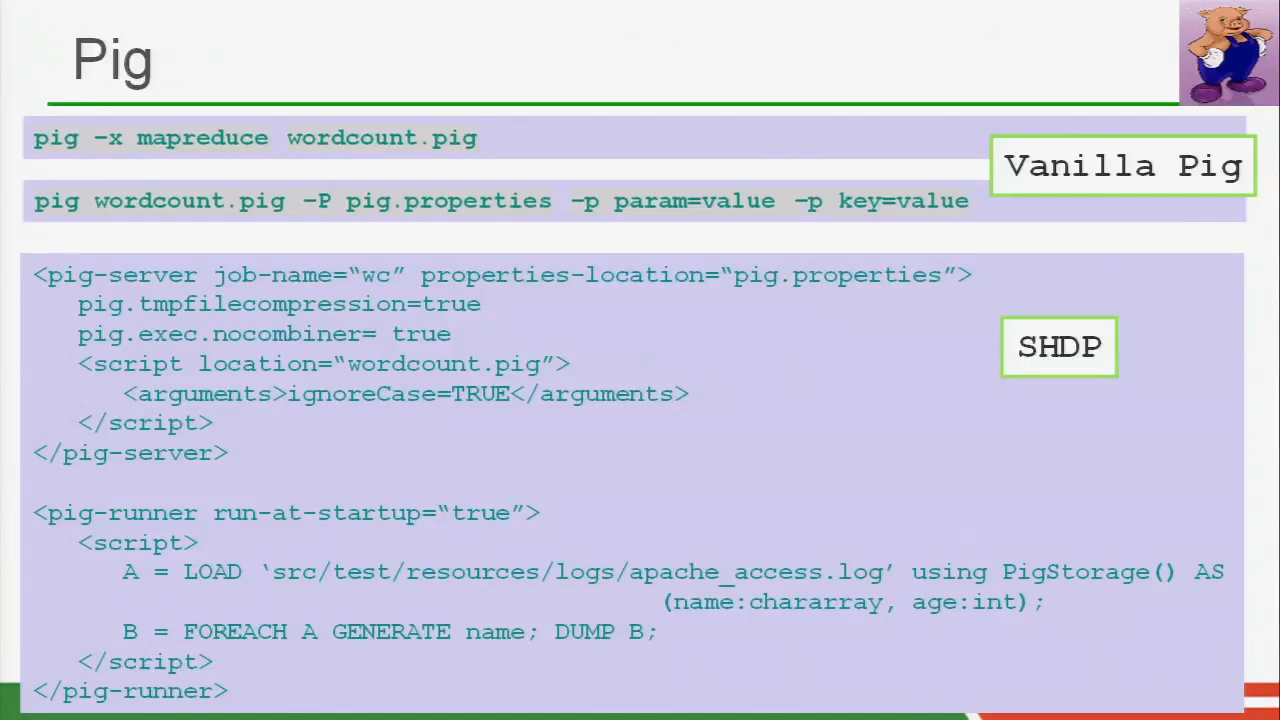 Pig
pig –x mapreduce wordcount.pig
Vanilla Pig
pig wordcount.pig –P pig.properties –p param=value –p key=value
<pig-server job-name=“wc” properties-location=“pig.properties”>
pig.tmpfilecompression=true
pig.exec.nocombiner= true
SHDP
<script location=“wordcount.pig”>
<arguments>ignoreCase=TRUE</arguments>
</script>
</pig-server>
<pig-runner run-at-startup=“true”>
<script>
A = LOAD ‘src/test/resources/logs/apache_access.log’ using PigStorage() AS
(name:chararray, age:int);
B = FOREACH A GENERATE name; DUMP B;
</script>
</pig-runner>